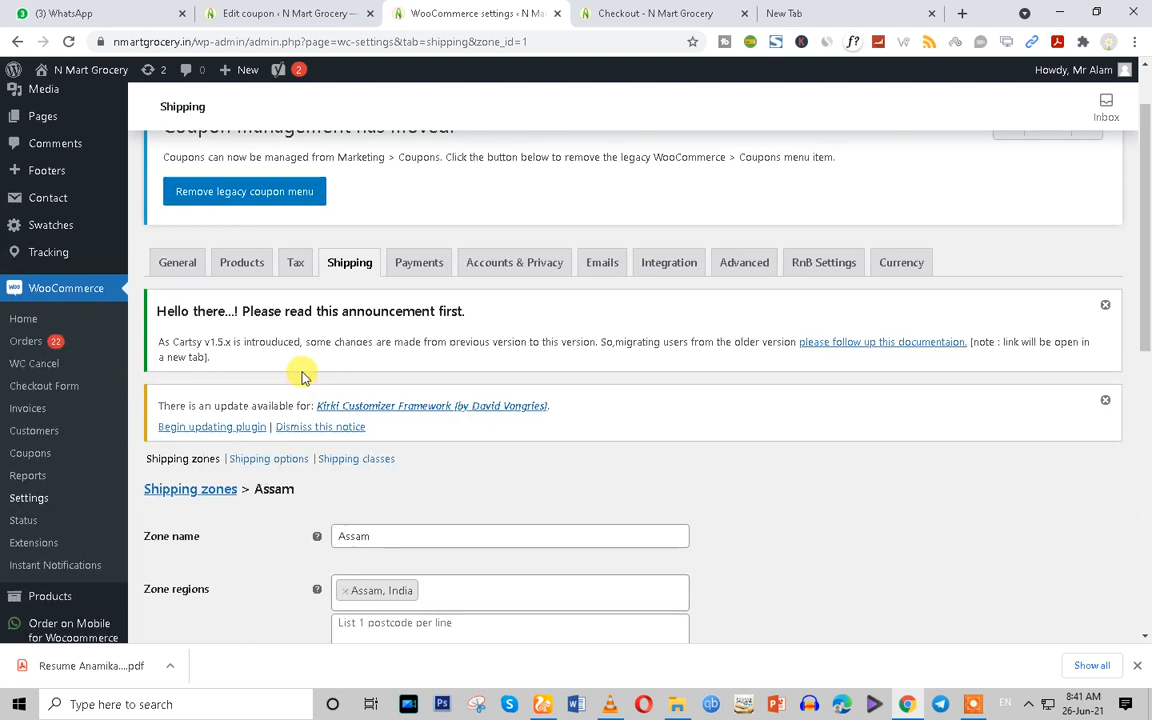 (3) WhatsApp
Edit coupon ‹ N Mart Grocery —
WooCommerce settings ‹ N Ma
Checkout - N Mart Grocery
New Tab
nmartgrocery.in/wp-admin/admin.php?page=wc-settings&tab=shipping&zone_id=1
N Mart Grocery
2
0
New
2
Howdy, Mr Alam
Media
Pages
Comments
Footers
Contact
Swatches
Tracking
WooCommerce
Home
Orders 22
WC Cancel
Checkout Form
Invoices
Customers
Coupons
Reports
Settings
Status
Extensions
Instant Notifications
Products
Order on Mobile
for Wocoommerce
Shipping
Inbox
Coupon management has moved!
Coupons can now be managed from Marketing > Coupons. Click the button below to remove the legacy WooCommerce > Coupons menu item.
Remove legacy coupon menu
General
Products
Tax
Shipping
Payments
Accounts & Privacy
Emails
Integration
Advanced
RnB Settings
Currency
Hello there...! Please read this announcement first.
As Cartsy v1.5.x is introuduced, some changes are made from previous version to this version. So,migrating users from the older version please follow up this documentaion. [note : link will be open in
a new tab].
There is an update available for: Kirki Customizer Framework [by David Vongries].
Begin updating plugin | Dismiss this notice
Shipping zones | Shipping options | Shipping classes
Shipping zones > Assam
Zone name
Assam
Zone regions
× Assam, India
List 1 postcode per line
Resume Anamika....pdf
Show all
Type here to search
EN
8:41 AM
26-Jun-21